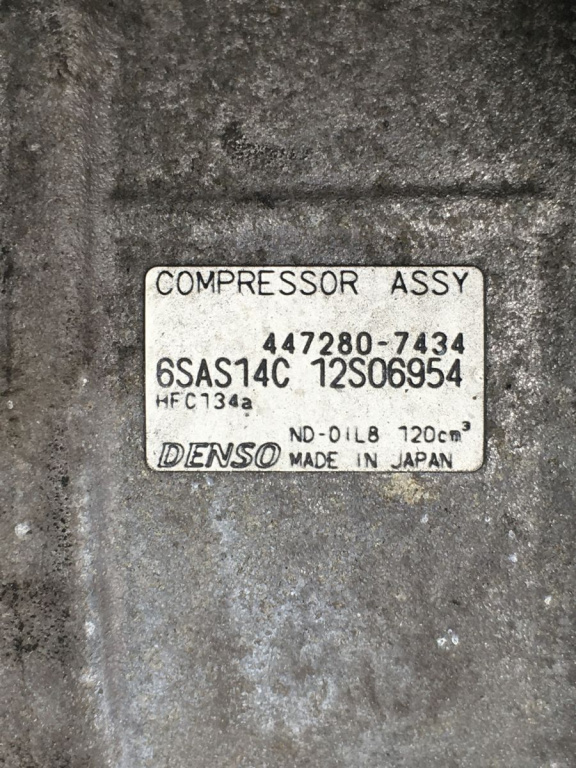 COMPRESSOR ASSY
447280-7434
6SAS14C 12S06954
HFC134a
ND-OIL8 120cm³
DENSO MADE IN JAPAN